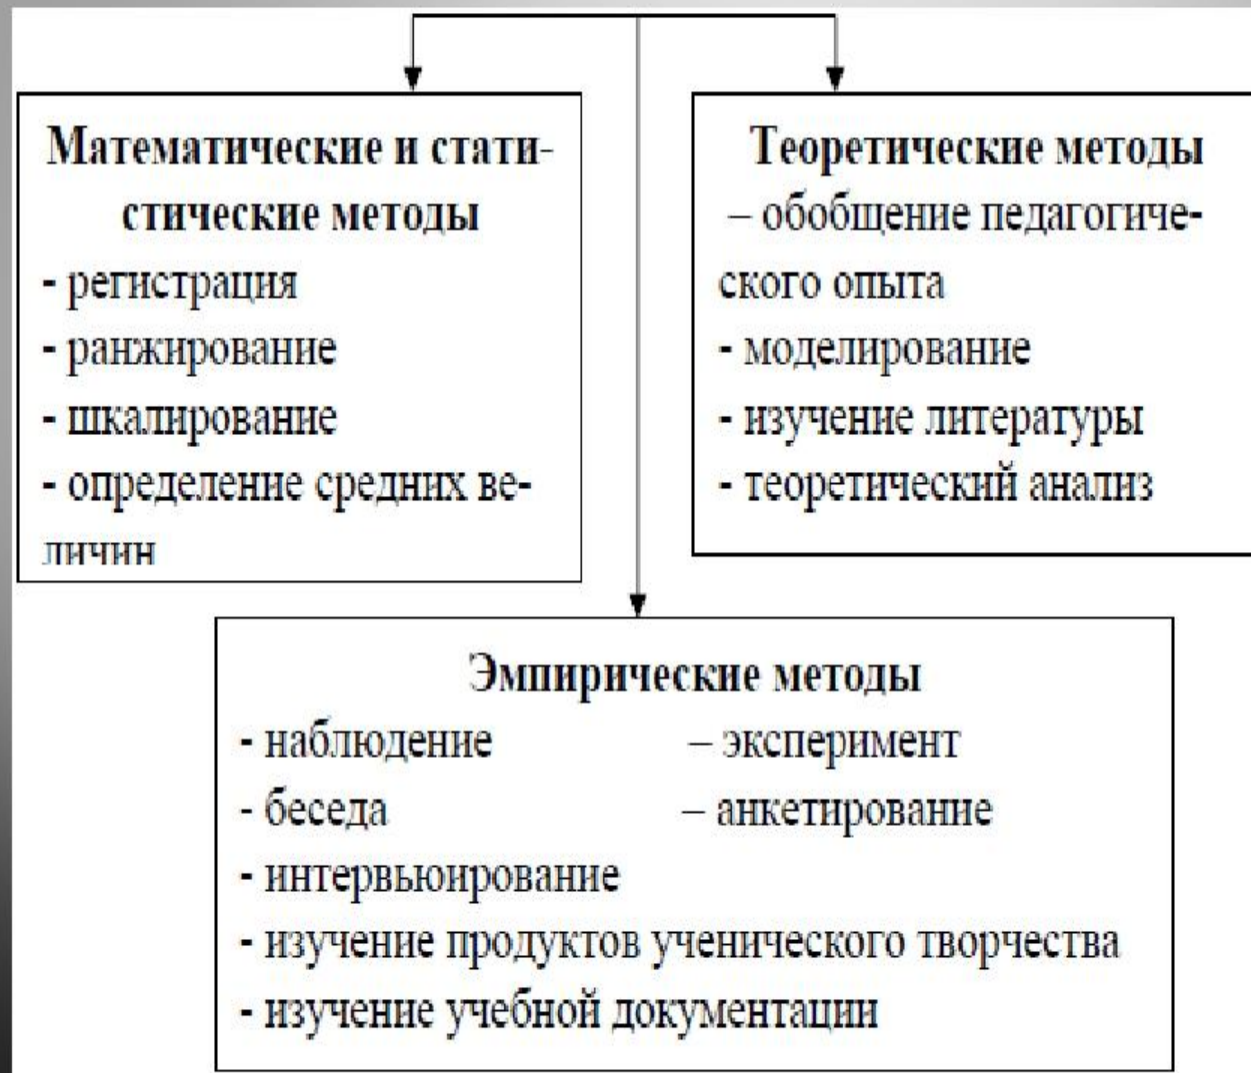 Математические и стати-
стические методы
- регистрация
- ранжирование
- шкалирование
- определение средних ве-
личин
Теоретические методы
– обобщение педагогиче-
ского опыта
- моделирование
- изучение литературы
- теоретический анализ
Эмпирические методы
- наблюдение – эксперимент
- беседа – анкетирование
- интервьюирование
- изучение продуктов ученического творчества
- изучение учебной документации